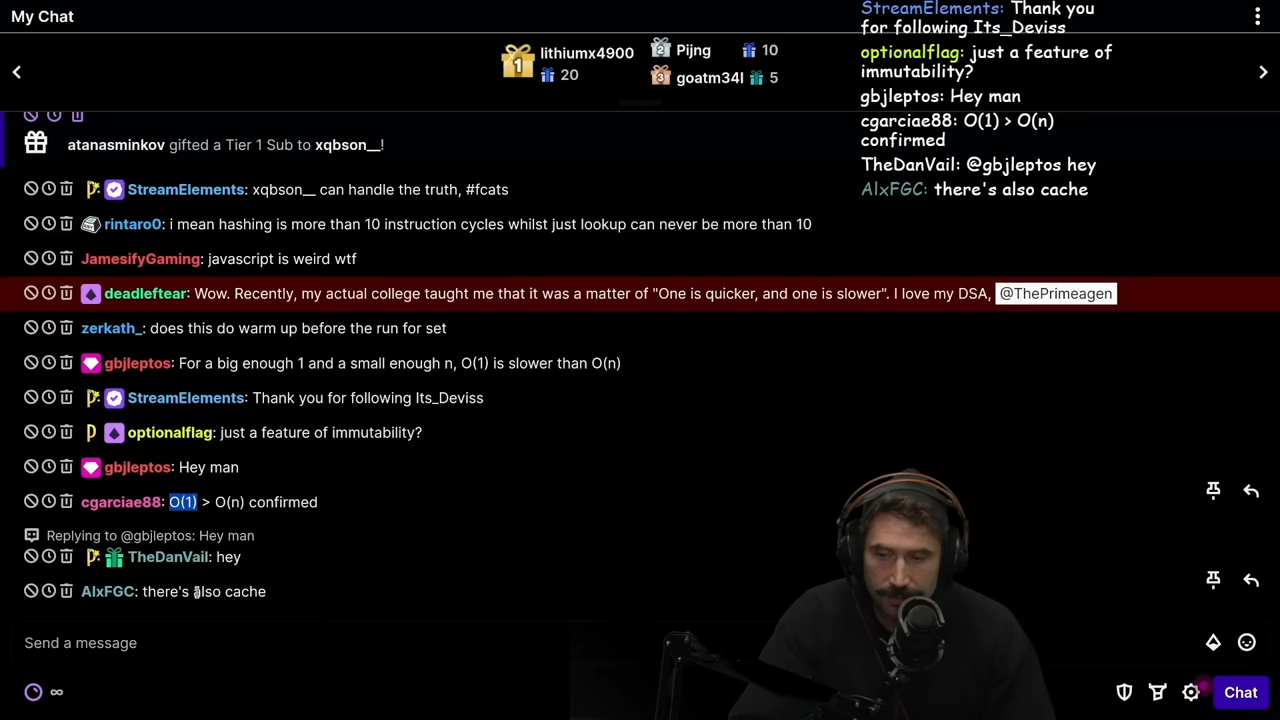 My Chat
lithiumx4900
20
Pijng 10
goatm34l 5
StreamElements: Thank you
for following Its_Deviss
optionalflag: just a feature of
immutability?
gbjleptos: Hey man
cgarciae88: O(1) > O(n)
confirmed
TheDanVail: @gbjleptos hey
AlxFGC: there's also cache
atanasminkov gifted a Tier 1 Sub to xqbson__!
StreamElements: xqbson__ can handle the truth, #fcats
rintaro0: i mean hashing is more than 10 instruction cycles whilst just lookup can never be more than 10
JamesifyGaming: javascript is weird wtf
deadleftear: Wow. Recently, my actual college taught me that it was a matter of "One is quicker, and one is slower". I love my DSA, @ThePrimeagen
zerkath_: does this do warm up before the run for set
gbjleptos: For a big enough 1 and a small enough n, O(1) is slower than O(n)
StreamElements: Thank you for following Its_Deviss
optionalflag: just a feature of immutability?
gbjleptos: Hey man
cgarciae88: O(1) > O(n) confirmed
Replying to @gbjleptos: Hey man
TheDanVail: hey
AlxFGC: there's also cache
Send a message
Chat